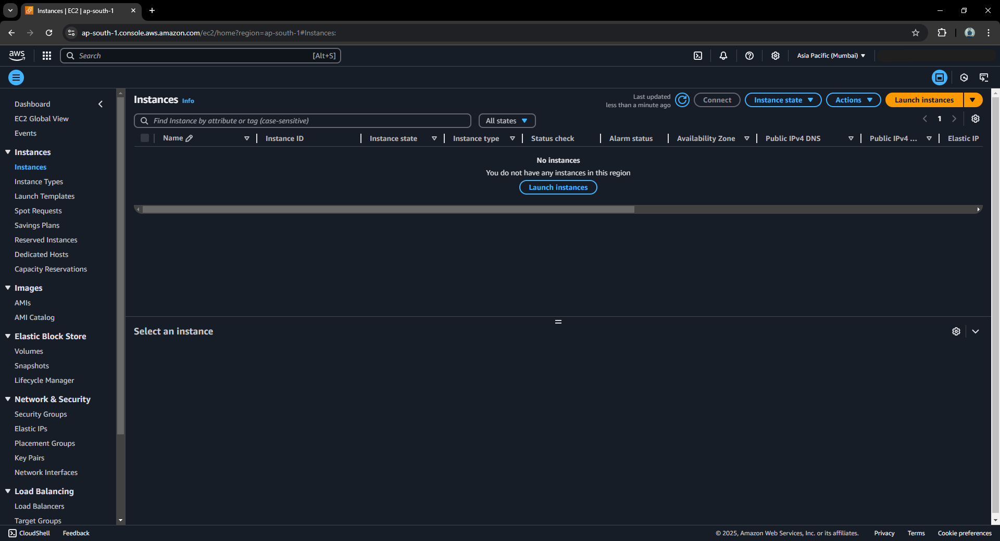 Instances | EC2 | ap-south-1
ap-south-1.console.aws.amazon.com/ec2/home?region=ap-south-1#Instances:
aws
Search [Alt+S]
Asia Pacific (Mumbai)
Dashboard
EC2 Global View
Events
Instances
Instances
Instance Types
Launch Templates
Spot Requests
Savings Plans
Reserved Instances
Dedicated Hosts
Capacity Reservations
Images
AMIs
AMI Catalog
Elastic Block Store
Volumes
Snapshots
Lifecycle Manager
Network & Security
Security Groups
Elastic IPs
Placement Groups
Key Pairs
Network Interfaces
Load Balancing
Load Balancers
Target Groups
Instances Info
Last updated
less than a minute ago
Connect Instance state Actions Launch instances
Find Instance by attribute or tag (case-sensitive) All states 1
Name Instance ID Instance state Instance type Status check Alarm status Availability Zone Public IPv4 DNS Public IPv4 ... Elastic IP
No instances
You do not have any instances in this region
Launch instances
Select an instance
CloudShell Feedback © 2025, Amazon Web Services, Inc. or its affiliates. Privacy Terms Cookie preferences